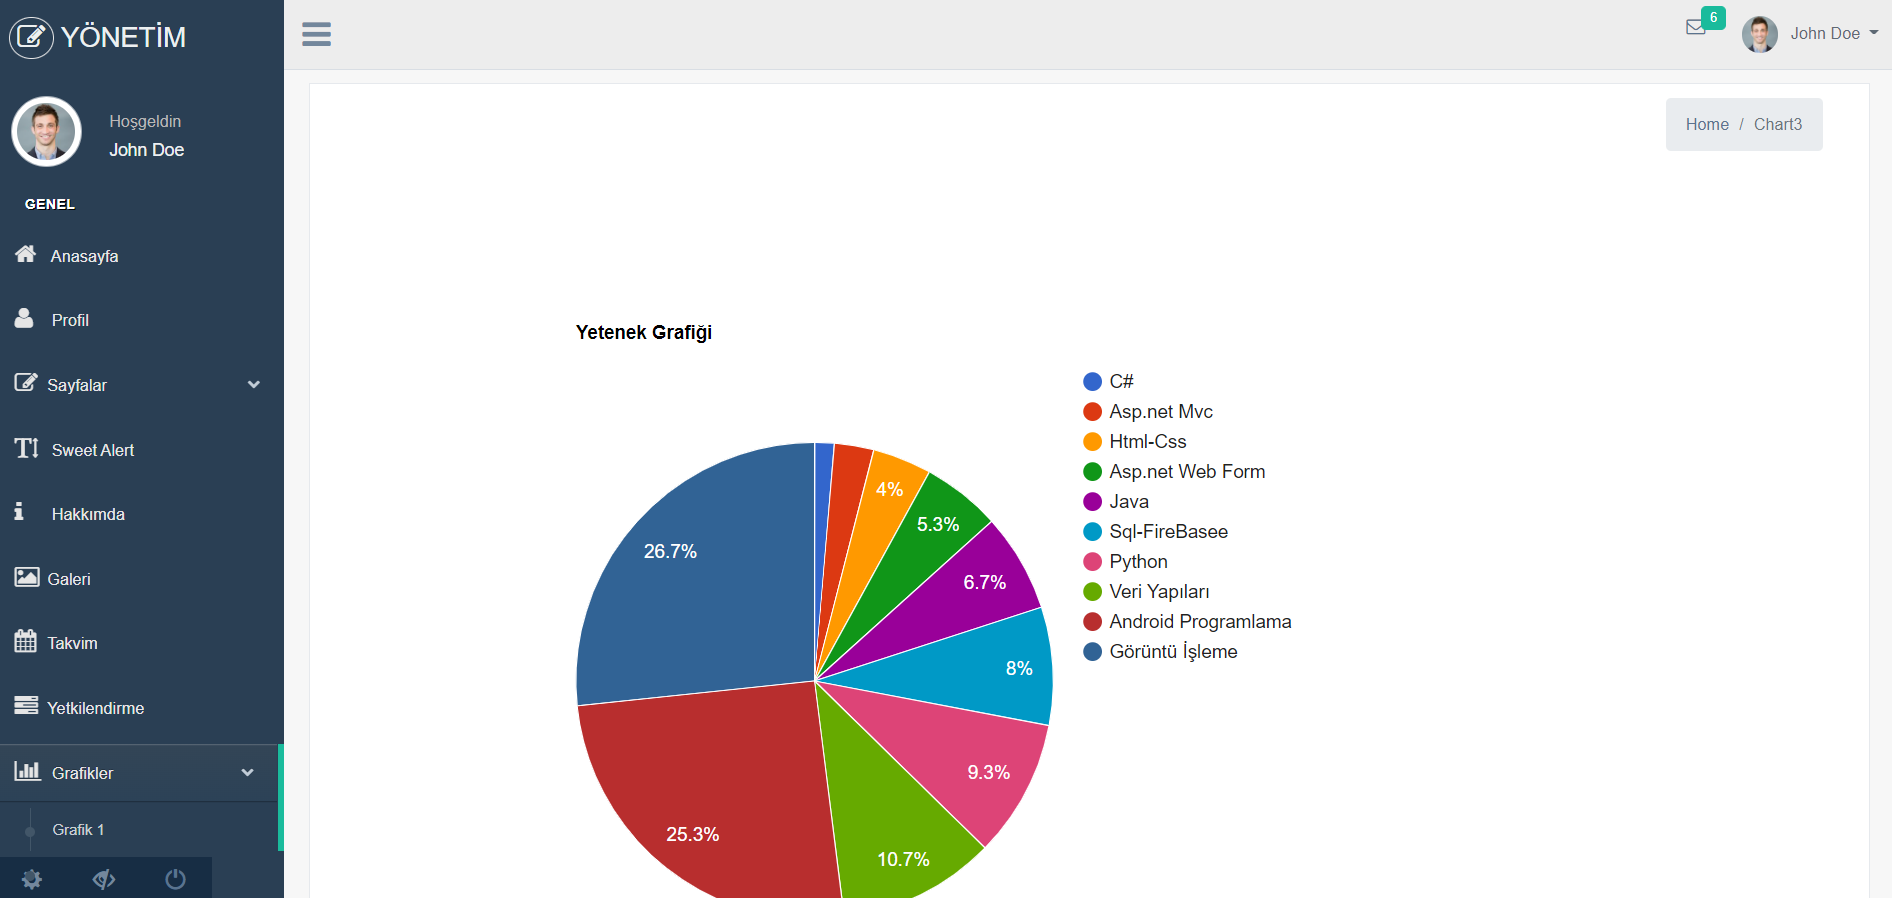 YÖNETİM
6
John Doe
Hoşgeldin
John Doe
GENEL
Anasayfa
Profil
Sayfalar
Sweet Alert
Hakkımda
Galeri
Takvim
Yetkilendirme
Grafikler
Grafik 1
Home / Chart3
Yetenek Grafiği
C#
Asp.net Mvc
Html-Css
Asp.net Web Form
Java
Sql-FireBasee
Python
Veri Yapıları
Android Programlama
Görüntü İşleme
4%
5.3%
6.7%
8%
9.3%
10.7%
25.3%
26.7%